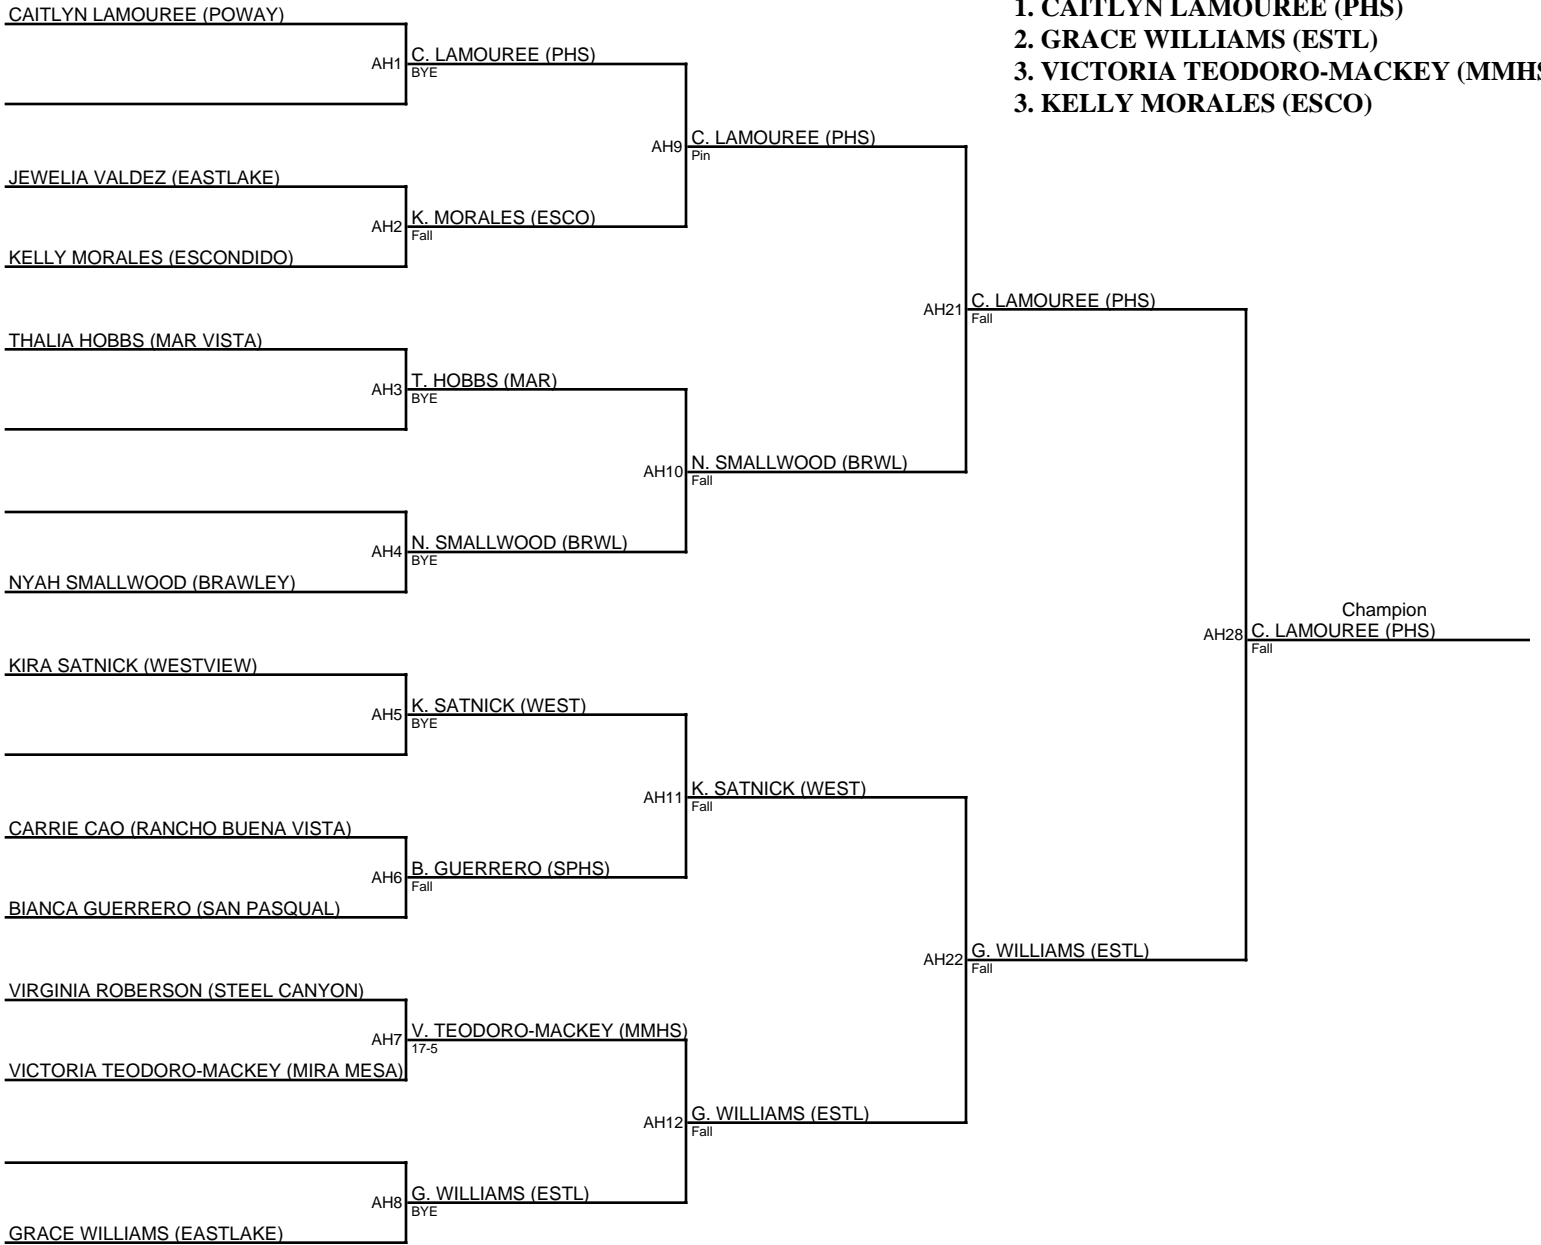 1. CAITLYN LAMOUREE (PHS)
2. GRACE WILLIAMS (ESTL)
3. VICTORIA TEODORO-MACKEY (MMHS
3. KELLY MORALES (ESCO)
CAITLYN LAMOUREE (POWAY)
AH1
C. LAMOUREE (PHS)
BYE
AH9
C. LAMOUREE (PHS)
Pin
JEWELIA VALDEZ (EASTLAKE)
AH2
K. MORALES (ESCO)
Fall
KELLY MORALES (ESCONDIDO)
AH21
C. LAMOUREE (PHS)
Fall
THALIA HOBBS (MAR VISTA)
AH3
T. HOBBS (MAR)
BYE
AH10
N. SMALLWOOD (BRWL)
Fall
AH4
N. SMALLWOOD (BRWL)
BYE
NYAH SMALLWOOD (BRAWLEY)
Champion
AH28
C. LAMOUREE (PHS)
Fall
KIRA SATNICK (WESTVIEW)
AH5
K. SATNICK (WEST)
BYE
AH11
K. SATNICK (WEST)
Fall
CARRIE CAO (RANCHO BUENA VISTA)
AH6
B. GUERRERO (SPHS)
Fall
BIANCA GUERRERO (SAN PASQUAL)
AH22
G. WILLIAMS (ESTL)
Fall
VIRGINIA ROBERSON (STEEL CANYON)
AH7
V. TEODORO-MACKEY (MMHS)
17-5
VICTORIA TEODORO-MACKEY (MIRA MESA)
AH12
G. WILLIAMS (ESTL)
Fall
AH8
G. WILLIAMS (ESTL)
BYE
GRACE WILLIAMS (EASTLAKE)